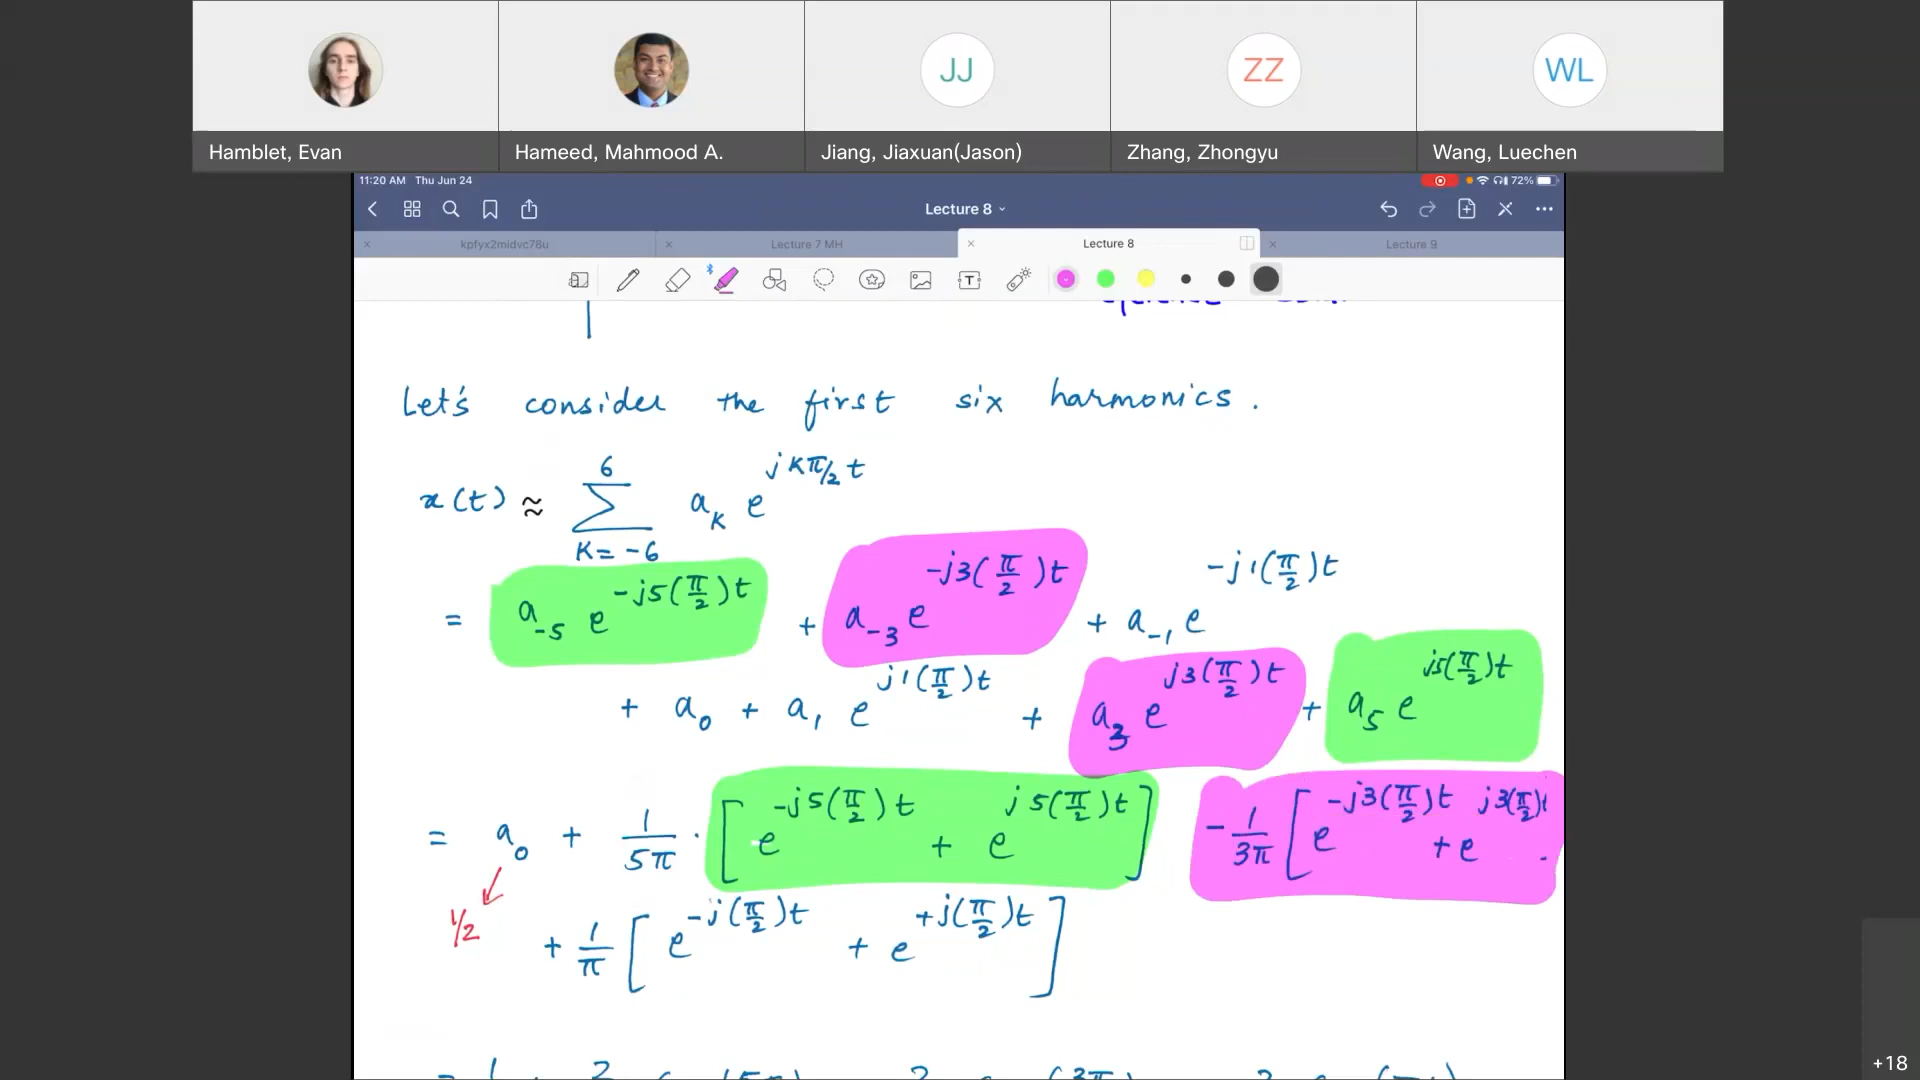 JJ ZZ WL
Hamblet, Evan Hameed, Mahmood A. Jiang, Jiaxuan(Jason) Zhang, Zhongyu Wang, Luechen
11:20 AM Thu Jun 24 72%
Lecture 8
kpfyx2midvc78u Lecture 7 MH Lecture 8 Lecture 9
Let's consider the first six harmonics.
x(t) ≈ ∑_{K=-6}^{6} a_K e^{jKπ/2 t}
= a_{-5} e^{-j5(π/2)t} + a_{-3} e^{-j3(π/2)t} + a_{-1} e^{-j1(π/2)t}
+ a_0 + a_1 e^{j1(π/2)t} + a_3 e^{j3(π/2)t} + a_5 e^{j5(π/2)t}
= a_0 + 1/5π · [e^{-j5(π/2)t} + e^{j5(π/2)t}] - 1/3π [e^{-j3(π/2)t} + e^{j3(π/2)t}
1/2
+ 1/π [e^{-j(π/2)t} + e^{+j(π/2)t}]
+18